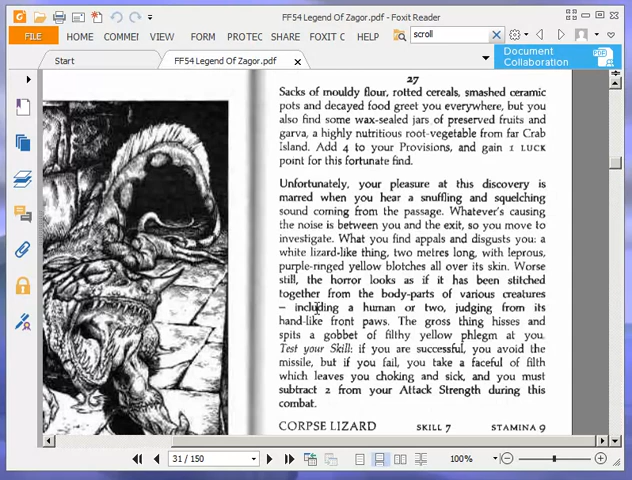 FF54 Legend Of Zagor.pdf - Foxit Reader
FILE HOME COMMEI VIEW FORM PROTEC SHARE FOXIT C HELP scroll
Start FF54 Legend Of Zagor.pdf Document Collaboration
27
Sacks of mouldy flour, rotted cereals, smashed ceramic
pots and decayed food greet you everywhere, but you
also find some wax-sealed jars of preserved fruits and
garva, a highly nutritious root-vegetable from far Crab
Island. Add 4 to your Provisions, and gain 1 LUCK
point for this fortunate find.
Unfortunately, your pleasure at this discovery is
marred when you hear a snuffling and squelching
sound coming from the passage. Whatever's causing
the noise is between you and the exit, so you move to
investigate. What you find appals and disgusts you: a
white lizard-like thing, two metres long, with leprous,
purple-ringed yellow blotches all over its skin. Worse
still, the horror looks as if it has been stitched
together from the body-parts of various creatures
– including a human or two, judging from its
hand-like front paws. The gross thing hisses and
spits a gobbet of filthy yellow phlegm at you.
Test your Skill: if you are successful, you avoid the
missile, but if you fail, you take a faceful of filth
which leaves you choking and sick, and you must
subtract 2 from your Attack Strength during this
combat.
CORPSE LIZARD SKILL 7 STAMINA 9
31 / 150 100%